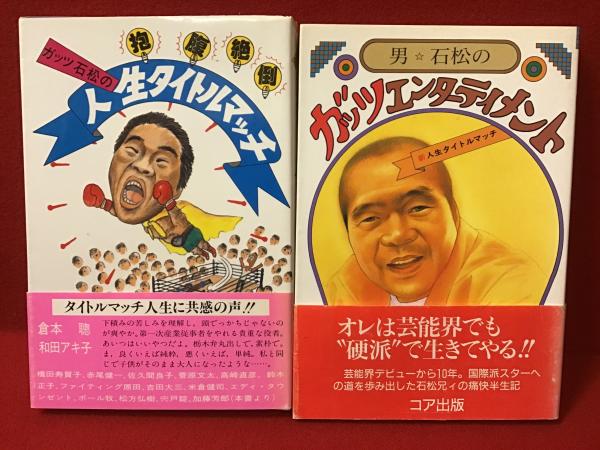 抱腹絶倒
ガッツ石松の
人生タイトルマッチ
タイトルマッチ人生に共感の声!!
倉本聰
和田アキ子
下積みの苦しみを理解し、頭でっかちじゃないの
が爽やか。第一次産業従事者をやれる貴重な役者。
あいつはいいやつだよ。栃木弁丸出しで、素朴で。
ま、良くいえば純粋、悪くいえば、単純。私と同
じで子供がそのまま大人になったような……。
橋田寿賀子、赤尾健一、佐久間良子、菅原文太、高崎直彦、鈴木
正子、ファイティング原田、吉田大三、米倉健司、エディ・タウ
ンゼント、ポール牧、松方弘樹、宍戸錠、加藤芳郎(本書より)
男☆石松の
ガッツエンターティメント
新人生タイトルマッチ
オレは芸能界でも
"硬派"で生きてやる!!
芸能界デビューから10年。国際派スターへ
の道を歩み出した石松兄ィの痛快半生記
コア出版